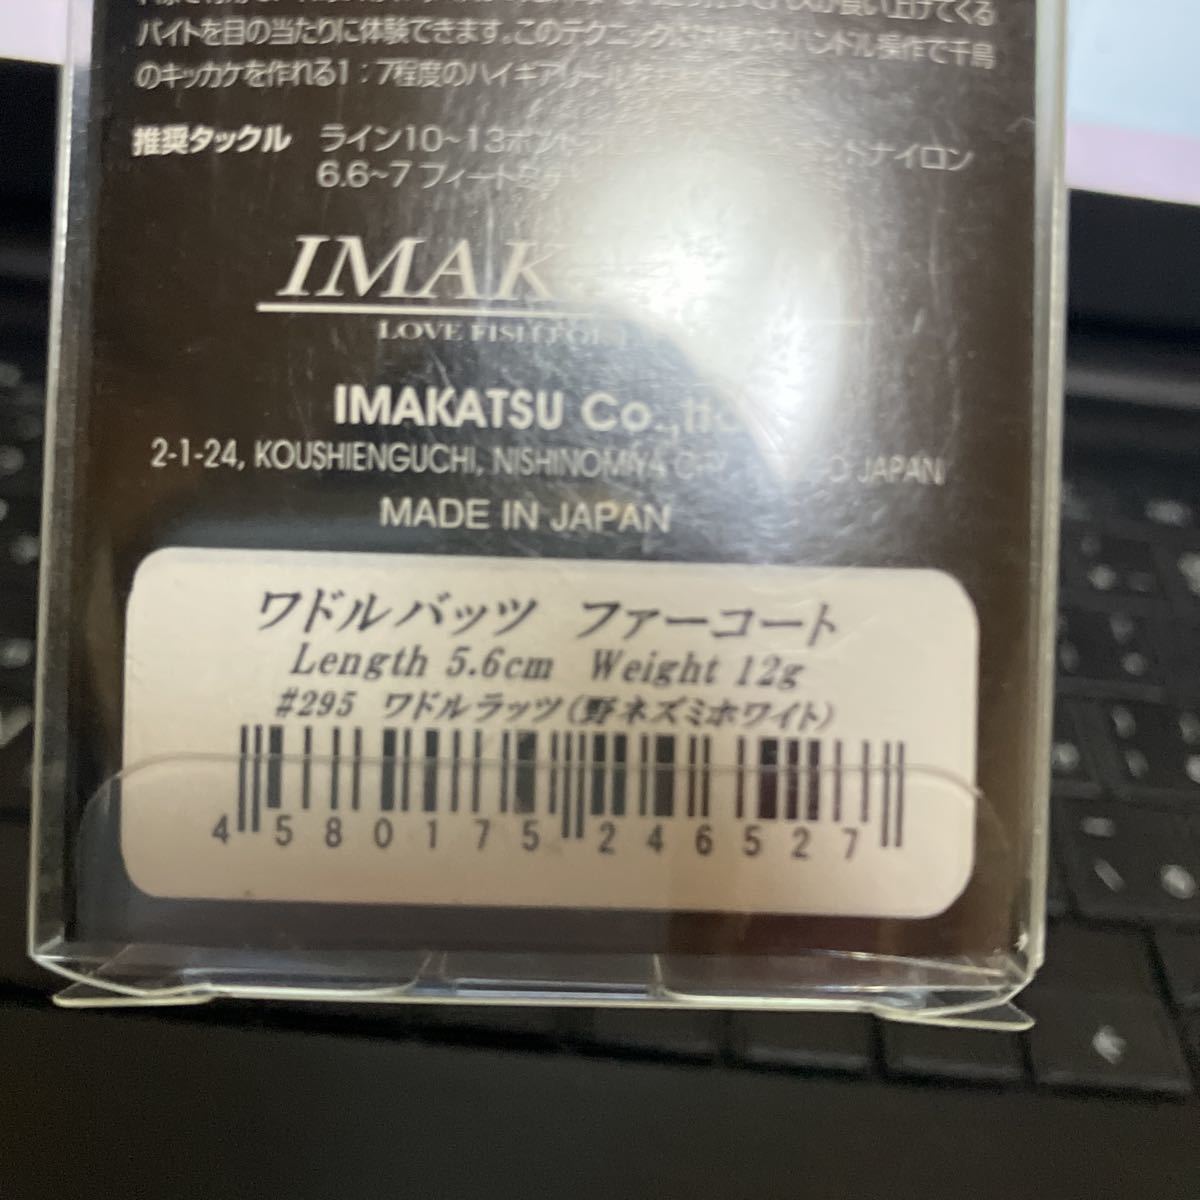 バイトを目の当たりに体験できます。このテクニック ハンドル操作で千鳥
のキッカケを作れる1:7程度のハイギア
推奨タックル ライン10~13ポンド ナイロン
6.6~7フィート
IMAK
LOVE FISH FOR
IMAKATSU Co.,
2-1-24, KOUSHIENGUCHI, NISHINOMIYA JAPAN
MADE IN JAPAN
ワドルバッツ ファーコート
Length 5.6cm Weight 12g
#295 ワドルラッツ(野ネズミホワイト)
4 580175 246527